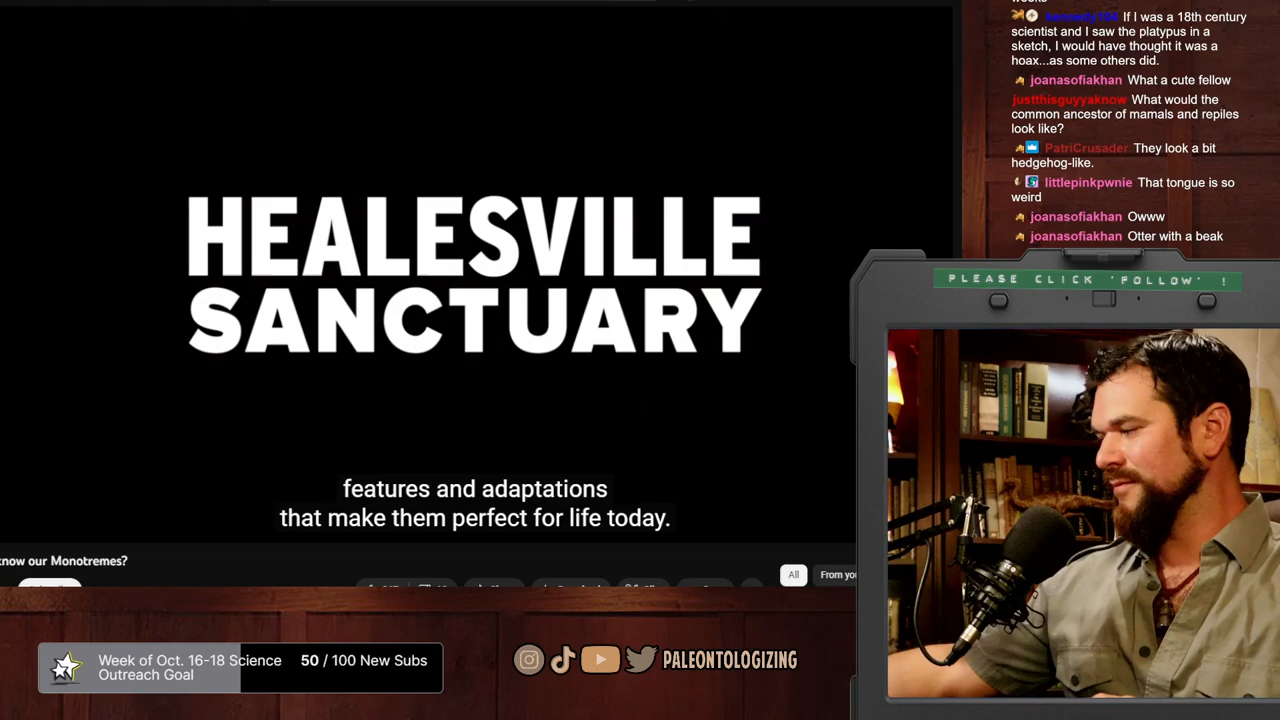 HEALESVILLE
SANCTUARY
features and adaptations
that make them perfect for life today.
know our Monotremes?
All
From you
Week of Oct. 16-18 Science
Outreach Goal
50 / 100 New Subs
PALEONTOLOGIZING
weeks
If I was a 18th century
scientist and I saw the platypus in a
sketch, I would have thought it was a
hoax...as some others did.
joanasofiakhan What a cute fellow
justthisguyyaknow What would the
common ancestor of mamals and repiles
look like?
PatriCrusader They look a bit
hedgehog-like.
littlepinkpwnie That tongue is so
weird
joanasofiakhan Owww
joanasofiakhan Otter with a beak
PLEASE CLICK 'FOLLOW' !